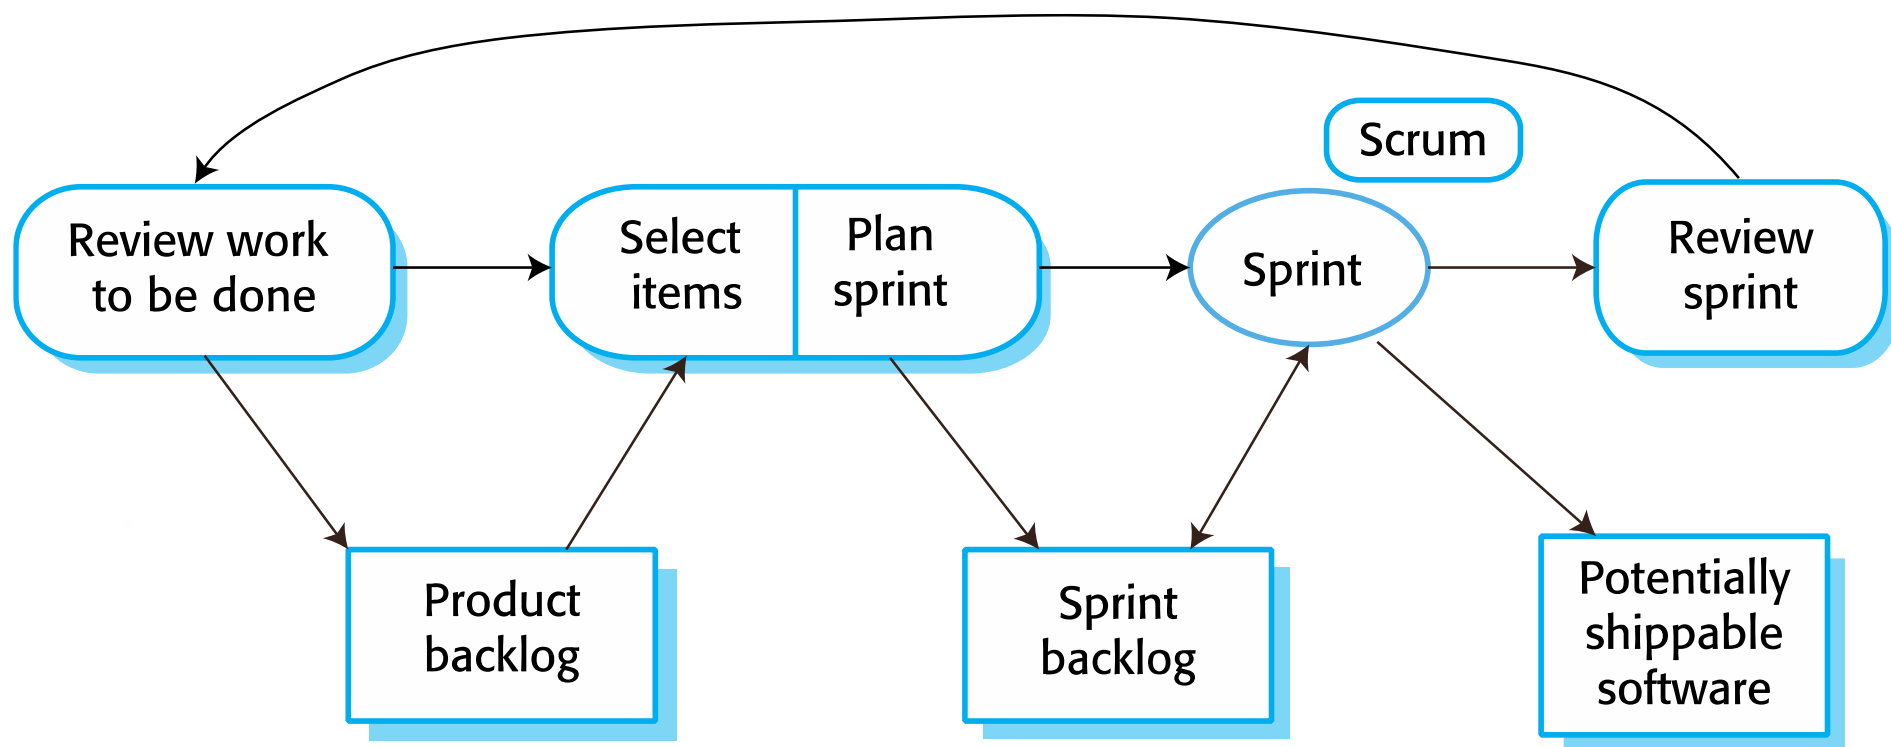 Scrum
Review work
to be done
Select
items
Plan
sprint
Sprint
Review
sprint
Product
backlog
Sprint
backlog
Potentially
shippable
software